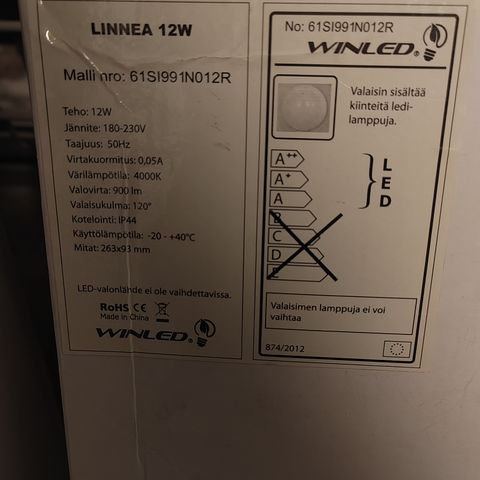 LINNEA 12W
Malli nro: 61SI991N012R
Teho: 12W
Jännite: 180-230V
Taajuus: 50Hz
Virtakuormitus: 0,05A
Värilämpötila: 4000K
Valovirta: 900 lm
Valaisukulma: 120°
Kotelointi: IP44
Käyttölämpötila: -20 - +40°C
Mitat: 263x93 mm
LED-valonlähde ei ole vaihdettavissa.
RoHS CE
Made in China
WINLED®
No: 61SI991N012R
WINLED®
Valaisin sisältää
kiinteitä ledi-
lamppuja.
A++
A+
A
B
C
D
E
L
E
D
Valaisimen lamppuja ei voi
vaihtaa
874/2012